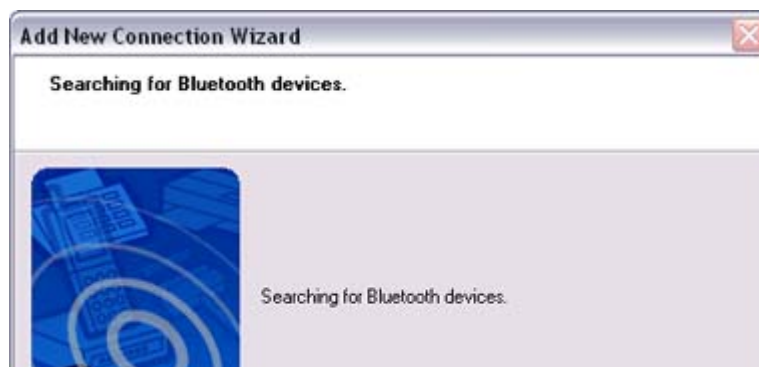 Add New Connection Wizard
Searching for Bluetooth devices.
Searching for Bluetooth devices.